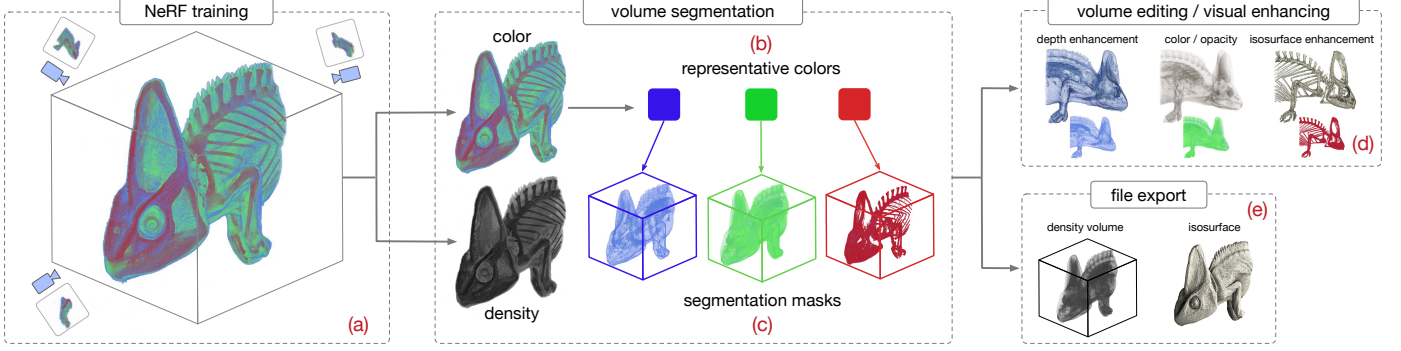 NeRF training
(a)
volume segmentation
color
(b)
representative colors
density
segmentation masks
(c)
volume editing / visual enhancing
depth enhancement
color / opacity
isosurface enhancement
(d)
file export
(e)
density volume
isosurface